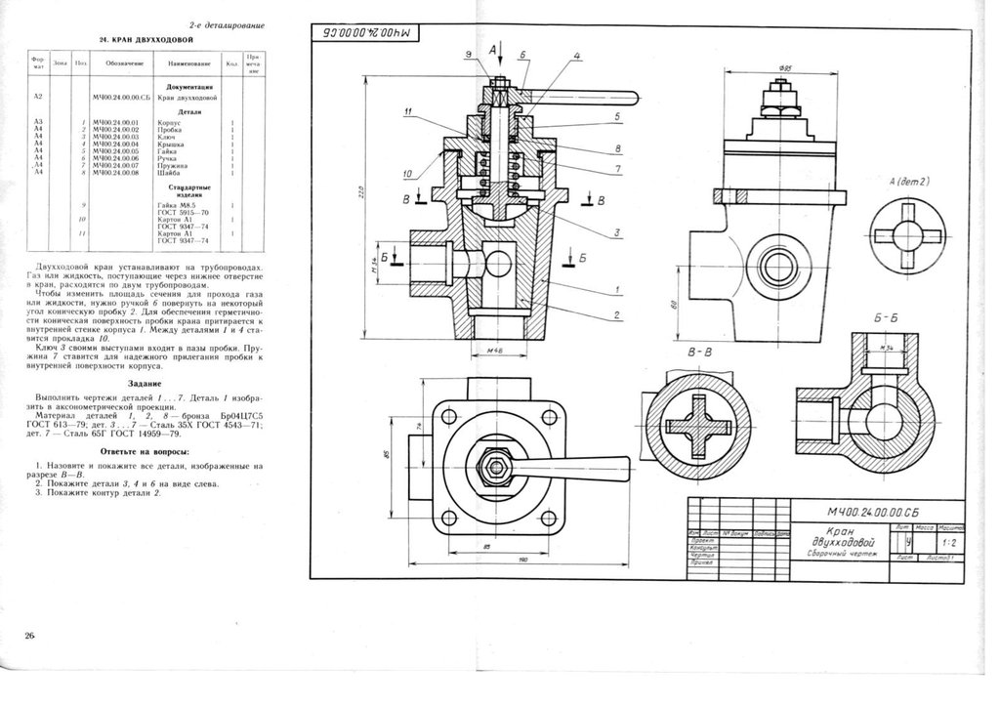 2-е деталирование
24. КРАН ДВУХХОДОВОЙ
Фор-
мат
Зона
Поз.
Обозначение
Наименование
Кол.
При-
меча-
ние
Документация
А2 МЧ00.24.00.00.СБ Кран двухходовой
Детали
А3 1 МЧ00.24.00.01 Корпус 1
А4 2 МЧ00.24.00.02 Пробка 1
А4 3 МЧ00.24.00.03 Ключ 1
А4 4 МЧ00.24.00.04 Крышка 1
А4 5 МЧ00.24.00.05 Гайка 1
А4 6 МЧ00.24.00.06 Ручка 1
А4 7 МЧ00.24.00.07 Пружина 1
А4 8 МЧ00.24.00.08 Шайба 1
Стандартные
изделия
9 Гайка М8.5 1
ГОСТ 5915—70
10 Картон А1 1
ГОСТ 9347—74
11 Картон А1 1
ГОСТ 9347—74
Двухходовой кран устанавливают на трубопроводах.
Газ или жидкость, поступающие через нижнее отверстие
в кран, расходятся по двум трубопроводам.
Чтобы изменить площадь сечения для прохода газа
или жидкости, нужно ручкой 6 повернуть на некоторый
угол коническую пробку 2. Для обеспечения герметично-
сти коническая поверхность пробки крана притирается к
внутренней стенке корпуса 1. Между деталями 1 и 4 ста-
вится прокладка 10.
Ключ 3 своими выступами входит в пазы пробки. Пру-
жина 7 ставится для надежного прилегания пробки к
внутренней поверхности корпуса.
Задание
Выполнить чертежи деталей 1 . . . 7. Деталь 1 изобра-
зить в аксонометрической проекции.
Материал деталей 1, 2, 8 — бронза Бр04Ц7С5
ГОСТ 613—79; дет. 3 . . . 7 — Сталь 35Х ГОСТ 4543—71;
дет. 7 — Сталь 65Г ГОСТ 14959—79.
Ответьте на вопросы:
1. Назовите и покажите все детали, изображенные на
разрезе В—В.
2. Покажите детали 3, 4 и 6 на виде слева.
3. Покажите контур детали 2.
26
МЧ00.24.00.00.СБ
А
9
6
4
11
5
8
7
10
В
В
3
Б
Б
1
2
220
М34
М48
Ф95
60
А (дет 2)
Б-Б
М34
В-В
74
85
85
190
МЧ00.24.00.00.СБ
Кран
двухходовой
Сборочный чертеж
Лит Масса Масштаб
У 1:2
Лист Листов 1
Изм Лист № докум Подпись Дата
Проект
Консульт
Чертил
Принял